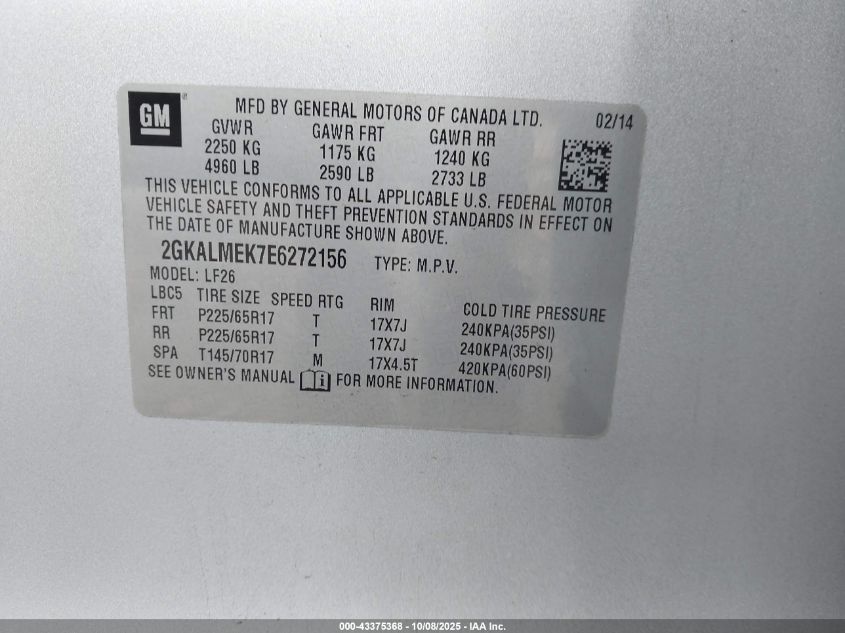 GM MFD BY GENERAL MOTORS OF CANADA LTD. 02/14
GVWR GAWR FRT GAWR RR
2250 KG 1175 KG 1240 KG
4960 LB 2590 LB 2733 LB
THIS VEHICLE CONFORMS TO ALL APPLICABLE U.S. FEDERAL MOTOR
VEHICLE SAFETY AND THEFT PREVENTION STANDARDS IN EFFECT ON
THE DATE OF MANUFACTURE SHOWN ABOVE.
2GKALMEK7E6272156 TYPE: M.P.V.
MODEL: LF26
LBC5 TIRE SIZE SPEED RTG RIM COLD TIRE PRESSURE
FRT P225/65R17 T 17X7J 240KPA(35PSI)
RR P225/65R17 T 17X7J 240KPA(35PSI)
SPA T145/70R17 M 17X4.5T 420KPA(60PSI)
SEE OWNER'S MANUAL i FOR MORE INFORMATION.
000-43375368 - 10/08/2025 - IAA Inc.